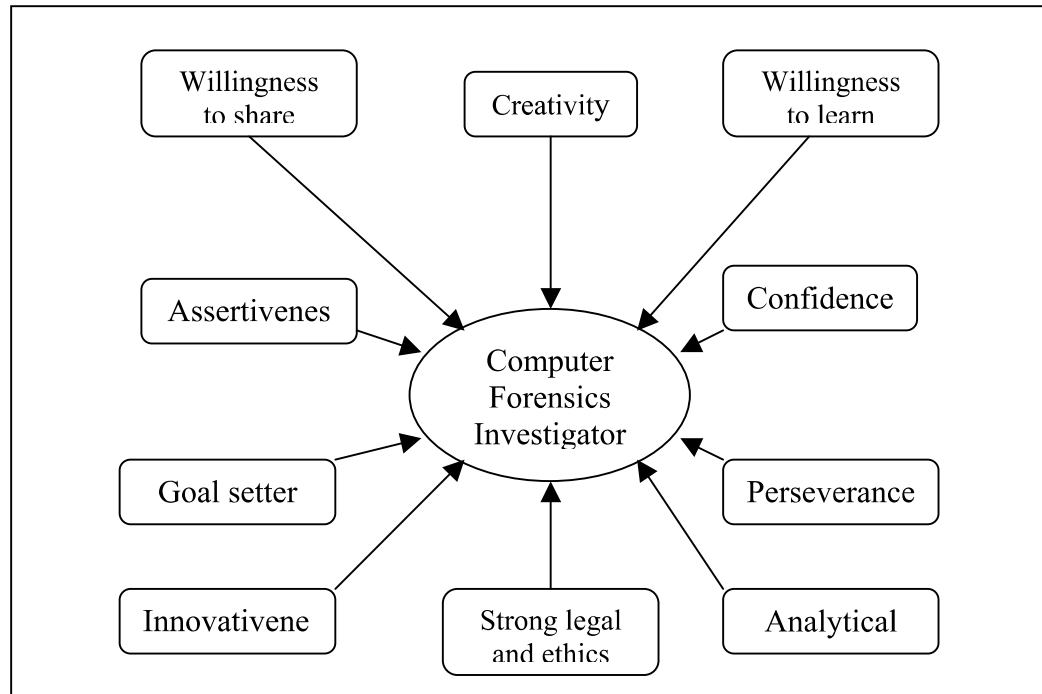 Willingness
to share
Creativity
Willingness
to learn
Assertivenes
Confidence
Computer
Forensics
Investigator
Goal setter
Perseverance
Innovativene
Strong legal
and ethics
Analytical